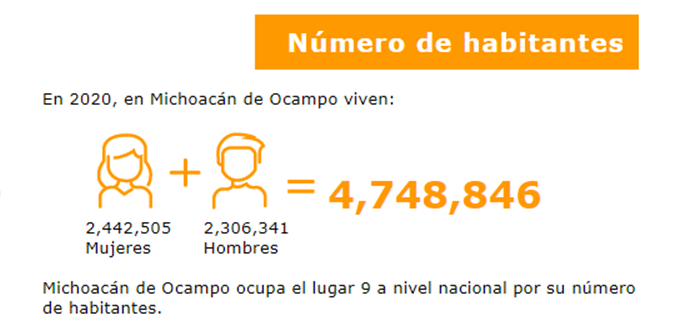 Número de habitantes
En 2020, en Michoacán de Ocampo viven:
+ = 4,748,846
2,442,505 2,306,341
Mujeres Hombres
Michoacán de Ocampo ocupa el lugar 9 a nivel nacional por su número
de habitantes.